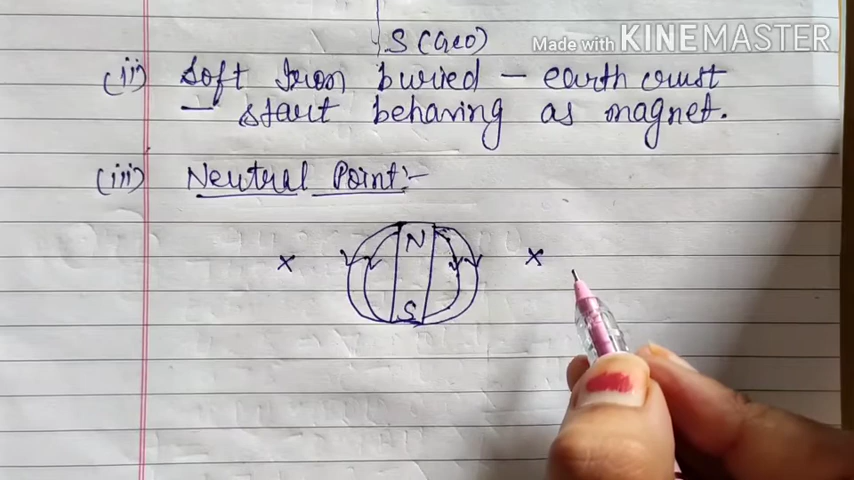 S (Geo)
Made with KINEMASTER
(ii) Soft Iron buried - earth crust
- start behaving as magnet.
(iii) Neutral Point:-
N
x x
S